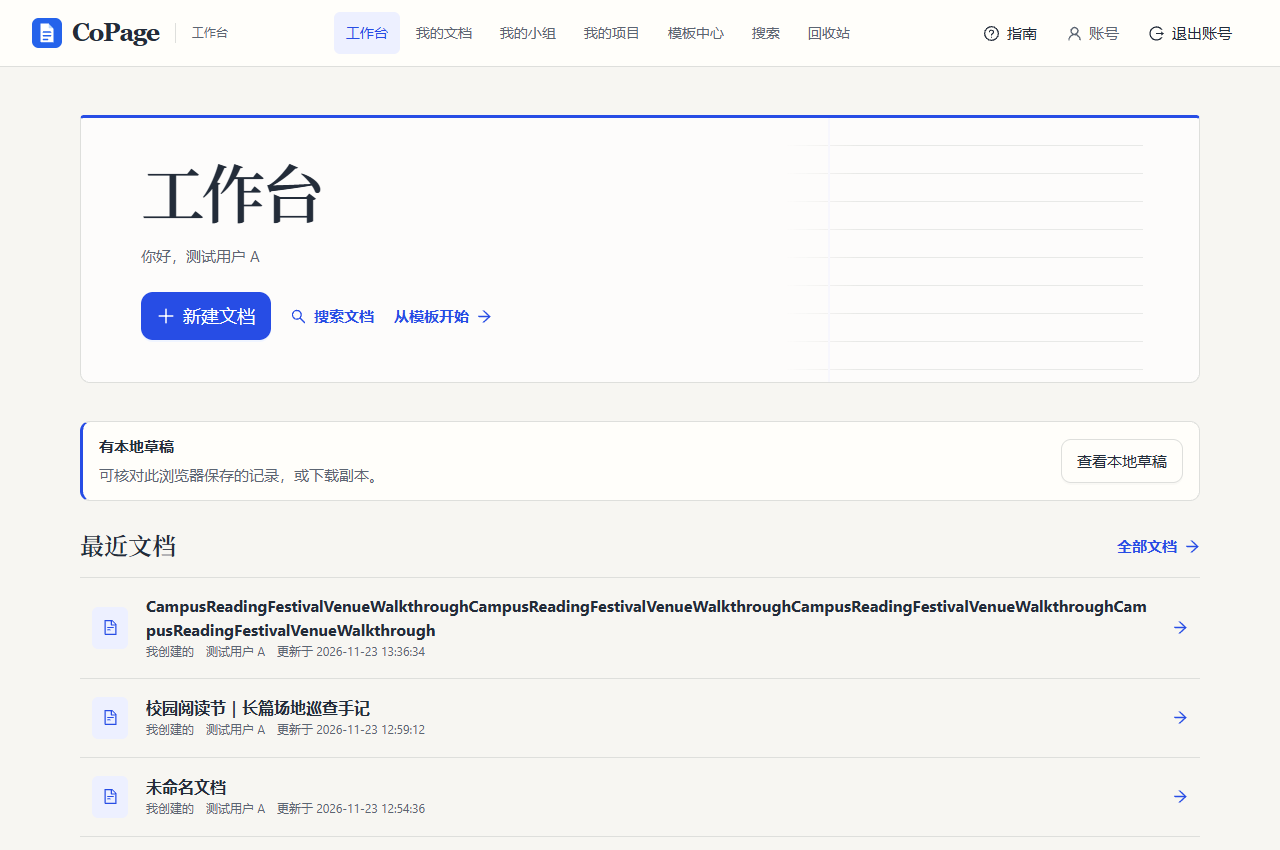 CoPage 工作台 工作台 我的文档 我的小组 我的项目 模板中心 搜索 回收站 指南 账号 退出账号
工作台
你好，测试用户 A
新建文档 搜索文档 从模板开始
有本地草稿
可核对此浏览器保存的记录，或下载副本。
查看本地草稿
最近文档 全部文档
CampusReadingFestivalVenueWalkthroughCampusReadingFestivalVenueWalkthroughCampusReadingFestivalVenueWalkthroughCam
pusReadingFestivalVenueWalkthrough
我创建的 测试用户 A 更新于 2026-11-23 13:36:34
校园阅读节｜长篇场地巡查手记
我创建的 测试用户 A 更新于 2026-11-23 12:59:12
未命名文档
我创建的 测试用户 A 更新于 2026-11-23 12:54:36